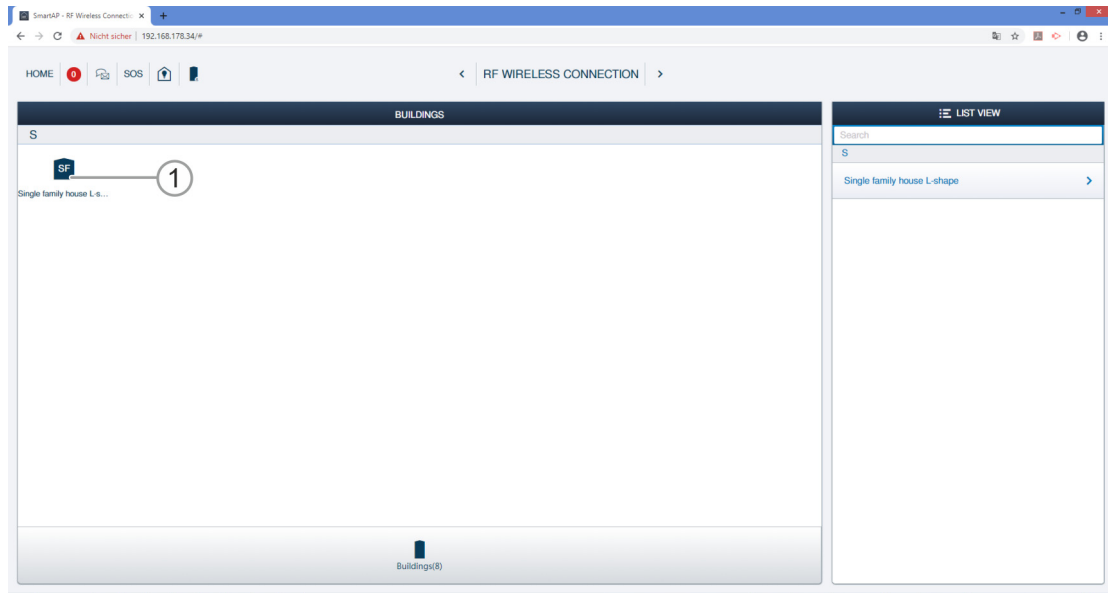 SmartAP - RF Wireless Connectic
Nicht sicher | 192.168.178.34/#
HOME 0 SOS RF WIRELESS CONNECTION
BUILDINGS
S
SF
1
Single family house L-s...
Buildings(8)
LIST VIEW
Search
S
Single family house L-shape